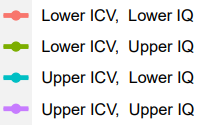 Lower ICV, Lower IQ
Lower ICV, Upper IQ
Upper ICV, Lower IQ
Upper ICV, Upper IQ